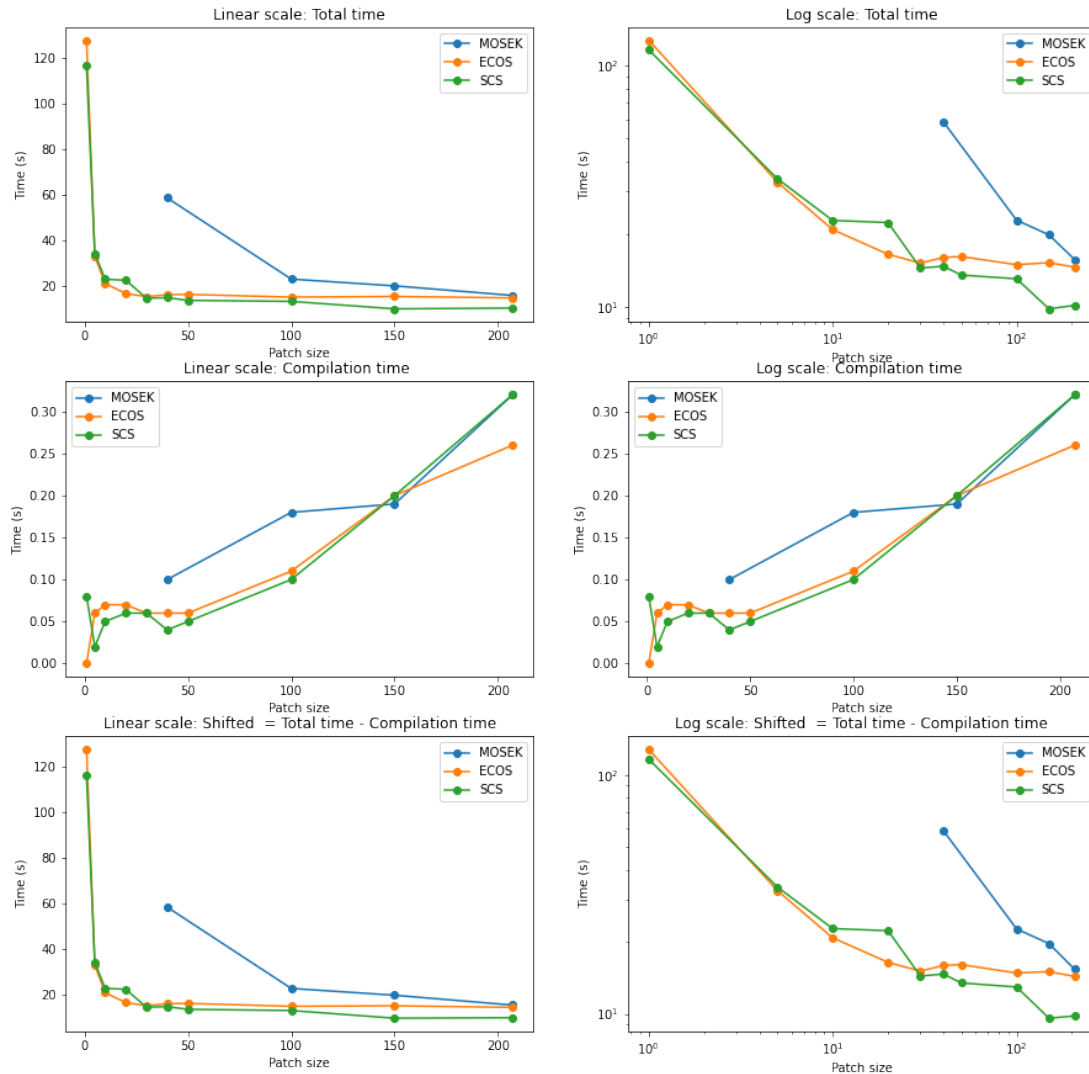 Linear scale: Total time
Time (s)
120
100
80
60
40
20
0
50
100
150
200
Patch size
MOSEK
ECOS
SCS
Log scale: Total time
Time (s)
10²
10¹
10⁰
10¹
10²
Patch size
MOSEK
ECOS
SCS
Linear scale: Compilation time
Time (s)
0.30
0.25
0.20
0.15
0.10
0.05
0.00
0
50
100
150
200
Patch size
MOSEK
ECOS
SCS
Log scale: Compilation time
Time (s)
0.30
0.25
0.20
0.15
0.10
0.05
0.00
0
50
100
150
200
Patch size
MOSEK
ECOS
SCS
Linear scale: Shifted = Total time - Compilation time
Time (s)
120
100
80
60
40
20
0
50
100
150
200
Patch size
MOSEK
ECOS
SCS
Log scale: Shifted = Total time - Compilation time
Time (s)
10²
10¹
10⁰
10¹
10²
Patch size
MOSEK
ECOS
SCS